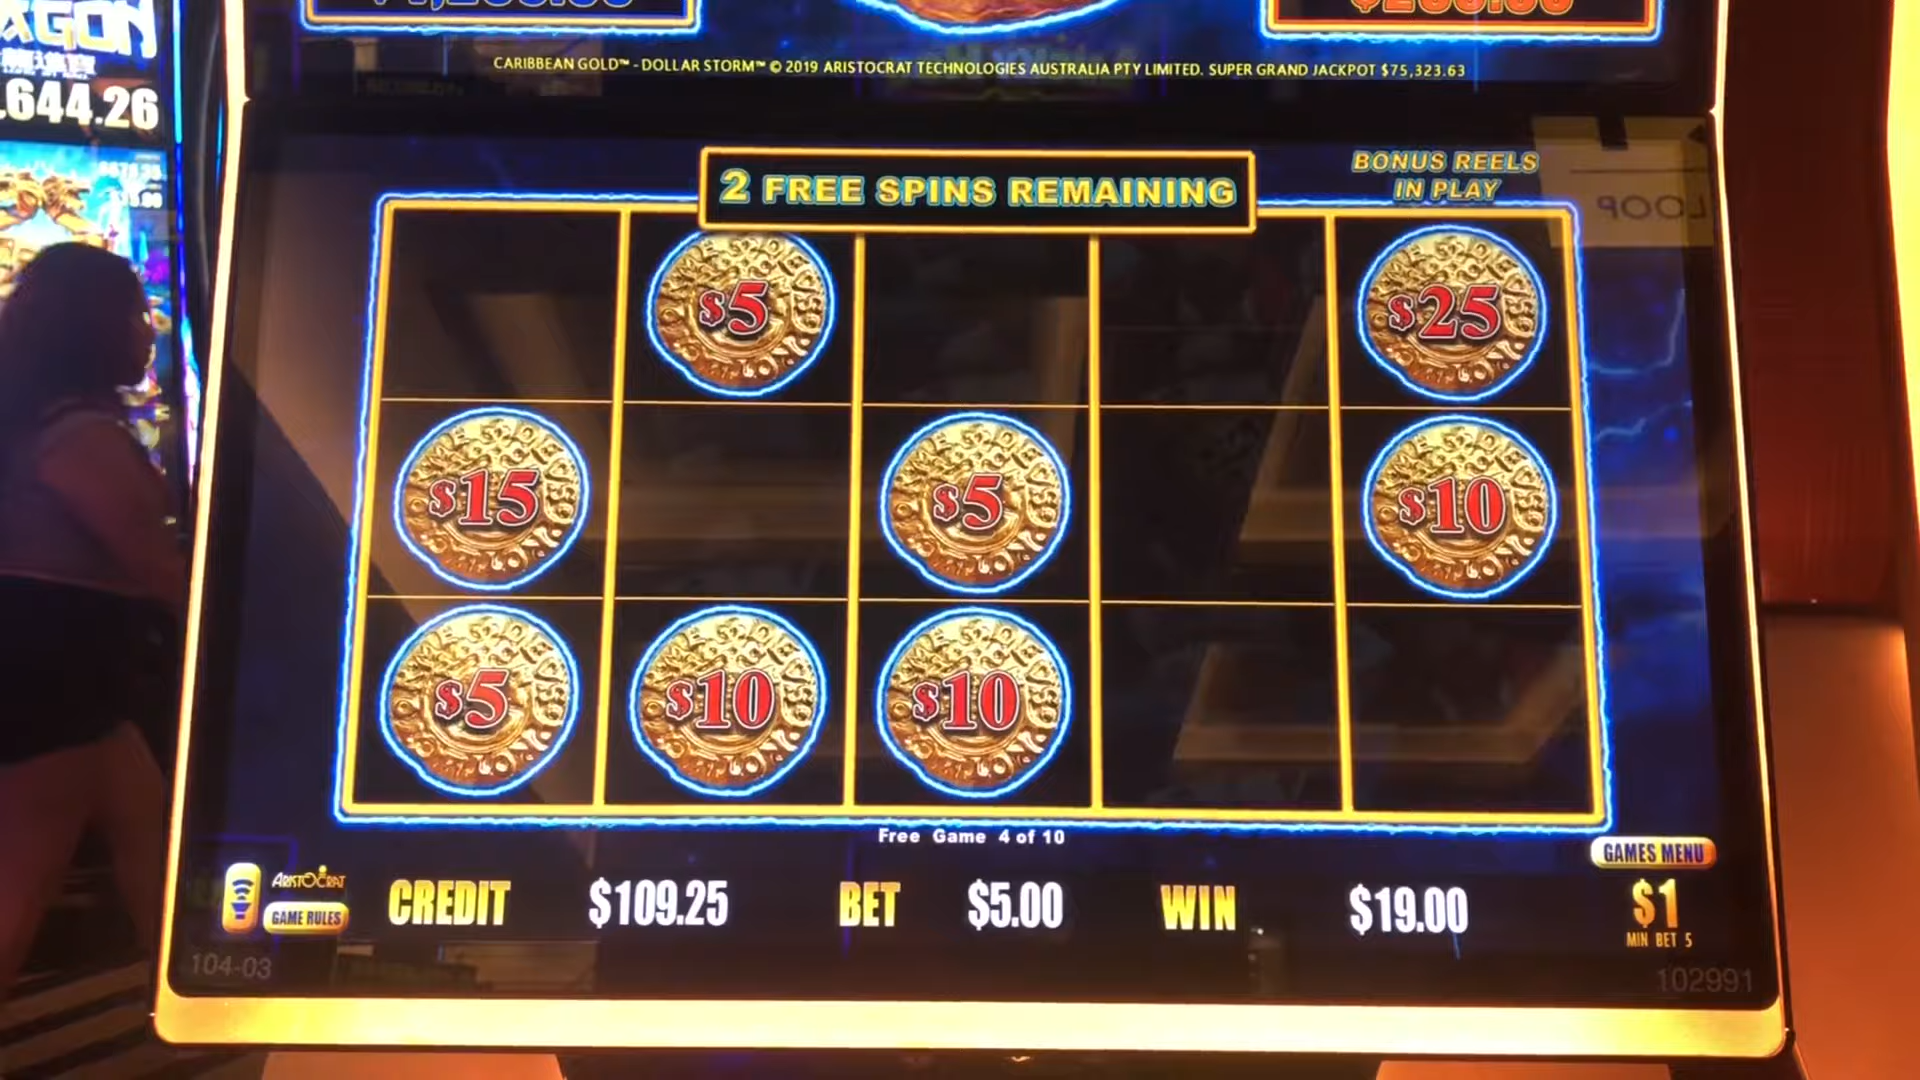 CARIBBEAN GOLD™ - DOLLAR STORM™ © 2019 ARISTOCRAT TECHNOLOGIES AUSTRALIA PTY LIMITED. SUPER GRAND JACKPOT $75,323.63
.644.26
2 FREE SPINS REMAINING
BONUS REELS
IN PLAY
LOOP
$5
$25
$15
$5
$10
$5
$10
$10
Free Game 4 of 10
GAMES MENU
ARISTOCRAT
GAME RULES
CREDIT $109.25 BET $5.00 WIN $19.00
$1
MIN BET 5
104-03
102991